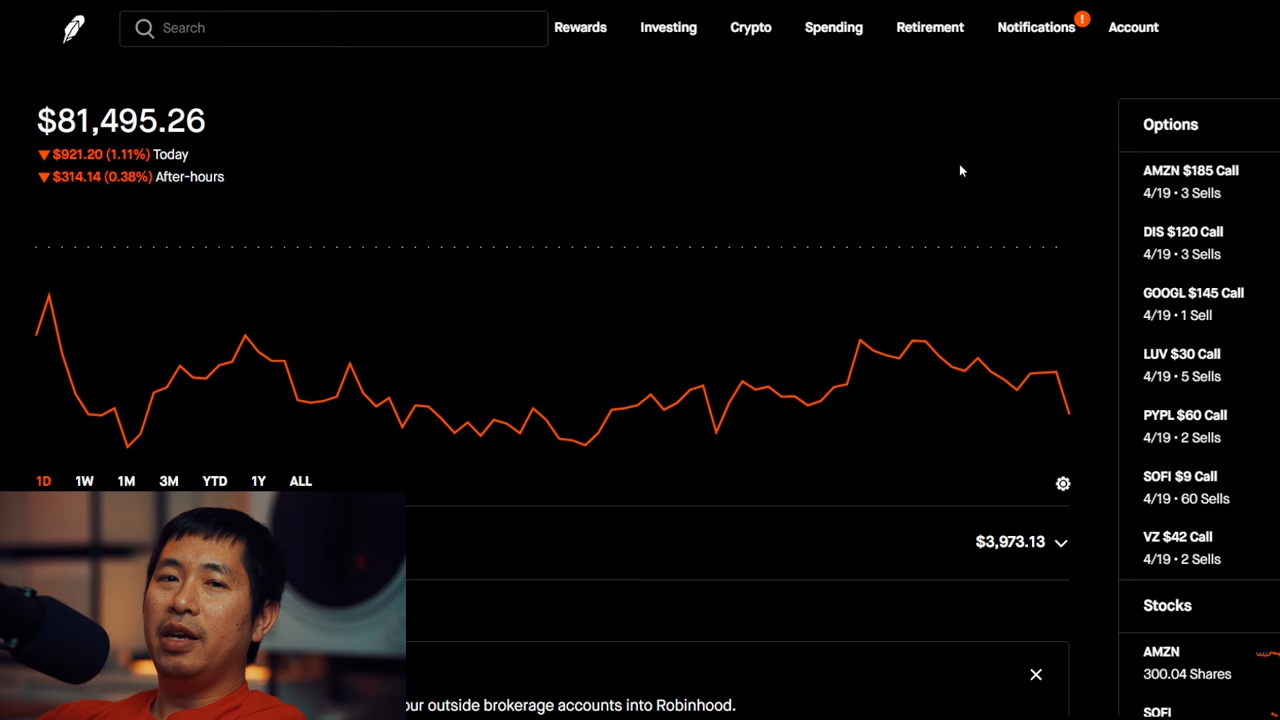 Search
Rewards
Investing
Crypto
Spending
Retirement
Notifications
!
Account
$81,495.26
▼ $921.20 (1.11%) Today
▼ $314.14 (0.38%) After-hours
1D
1W
1M
3M
YTD
1Y
ALL
$3,973.13
our outside brokerage accounts into Robinhood.
Options
AMZN $185 Call
4/19 • 3 Sells
DIS $120 Call
4/19 • 3 Sells
GOOGL $145 Call
4/19 • 1 Sell
LUV $30 Call
4/19 • 5 Sells
PYPL $60 Call
4/19 • 2 Sells
SOFI $9 Call
4/19 • 60 Sells
VZ $42 Call
4/19 • 2 Sells
Stocks
AMZN
300.04 Shares
SOFI